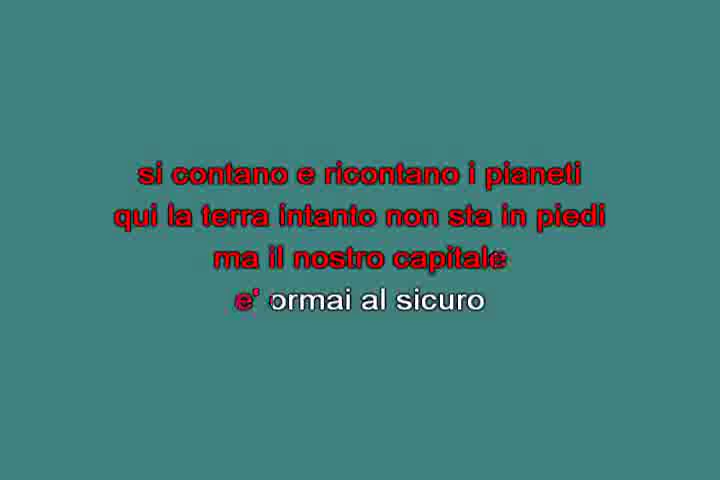 si contano e ricontano i pianeti
qui la terra intanto non sta in piedi
ma il nostro capitale
e' ormai al sicuro